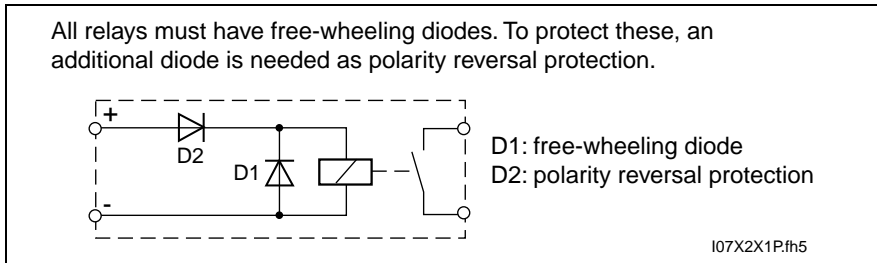 All relays must have free-wheeling diodes. To protect these, an
additional diode is needed as polarity reversal protection.
+
D2
D1
-
D1: free-wheeling diode
D2: polarity reversal protection
I07X2X1P.fh5